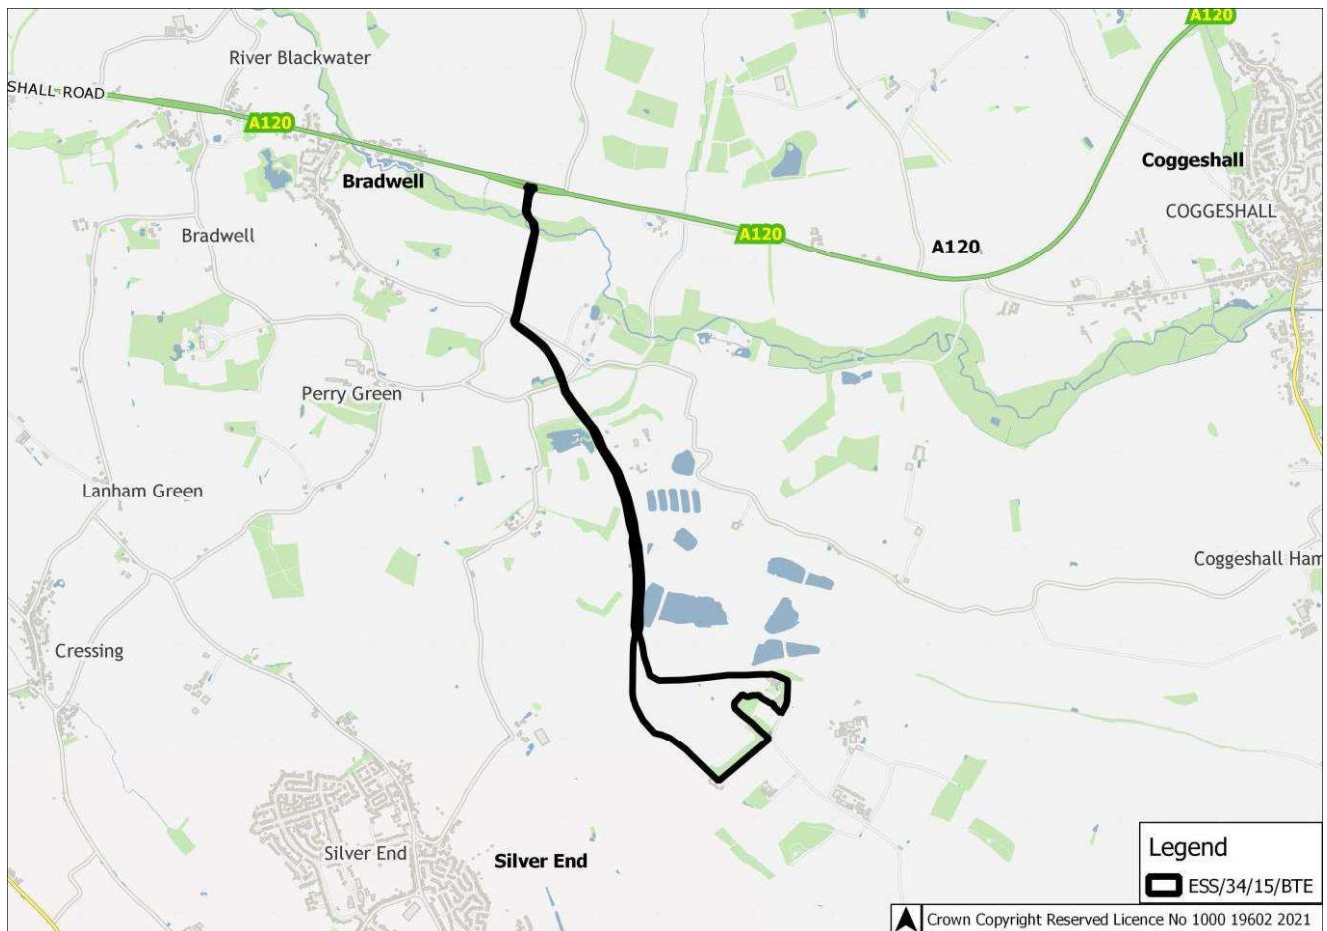 A120
River Blackwater
SHALL ROAD
A120
Coggeshall
Bradwell
COGGESHALL
Bradwell
A120
A120
Perry Green
Lanham Green
Coggeshall Ham
Cressing
Silver End
Silver End
Legend
ESS/34/15/BTE
Crown Copyright Reserved Licence No 1000 19602 2021